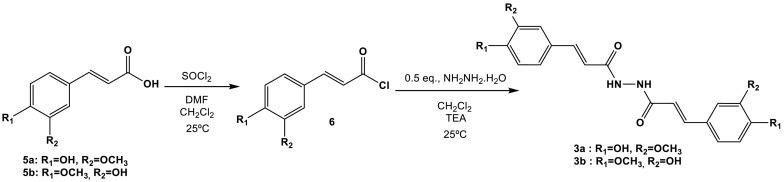 R₂
O
R₁
SOCl₂
0.5 eq., NH₂NH₂.H₂O
O
OH
O
Cl
NH NH
R₂
DMF
CH₂Cl₂
25ºC
CH₂Cl₂
TEA
25ºC
O
R₁
R₁
R₁
R₂
R₂
6
5a: R₁=OH, R₂=OCH₃
5b: R₁=OCH₃, R₂=OH
3a : R₁=OH, R₂=OCH₃
3b : R₁=OCH₃, R₂=OH